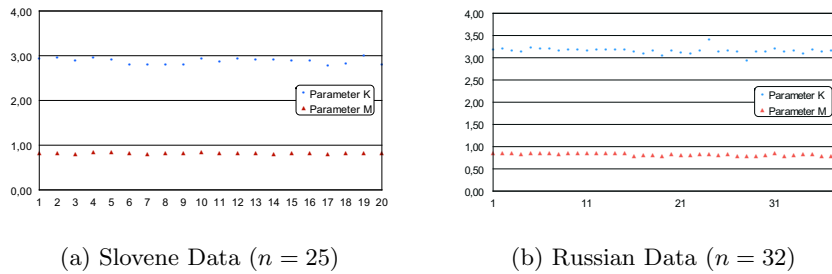 4,00
3,00
2,00
1,00
0,00
Parameter K
Parameter M
1 2 3 4 5 6 7 8 9 10 11 12 13 14 15 16 17 18 19 20
(a) Slovene Data (n = 25)
4,00
3,50
3,00
2,50
2,00
1,50
1,00
0,50
0,00
Parameter K
Parameter M
1 11 21 31
(b) Russian Data (n = 32)